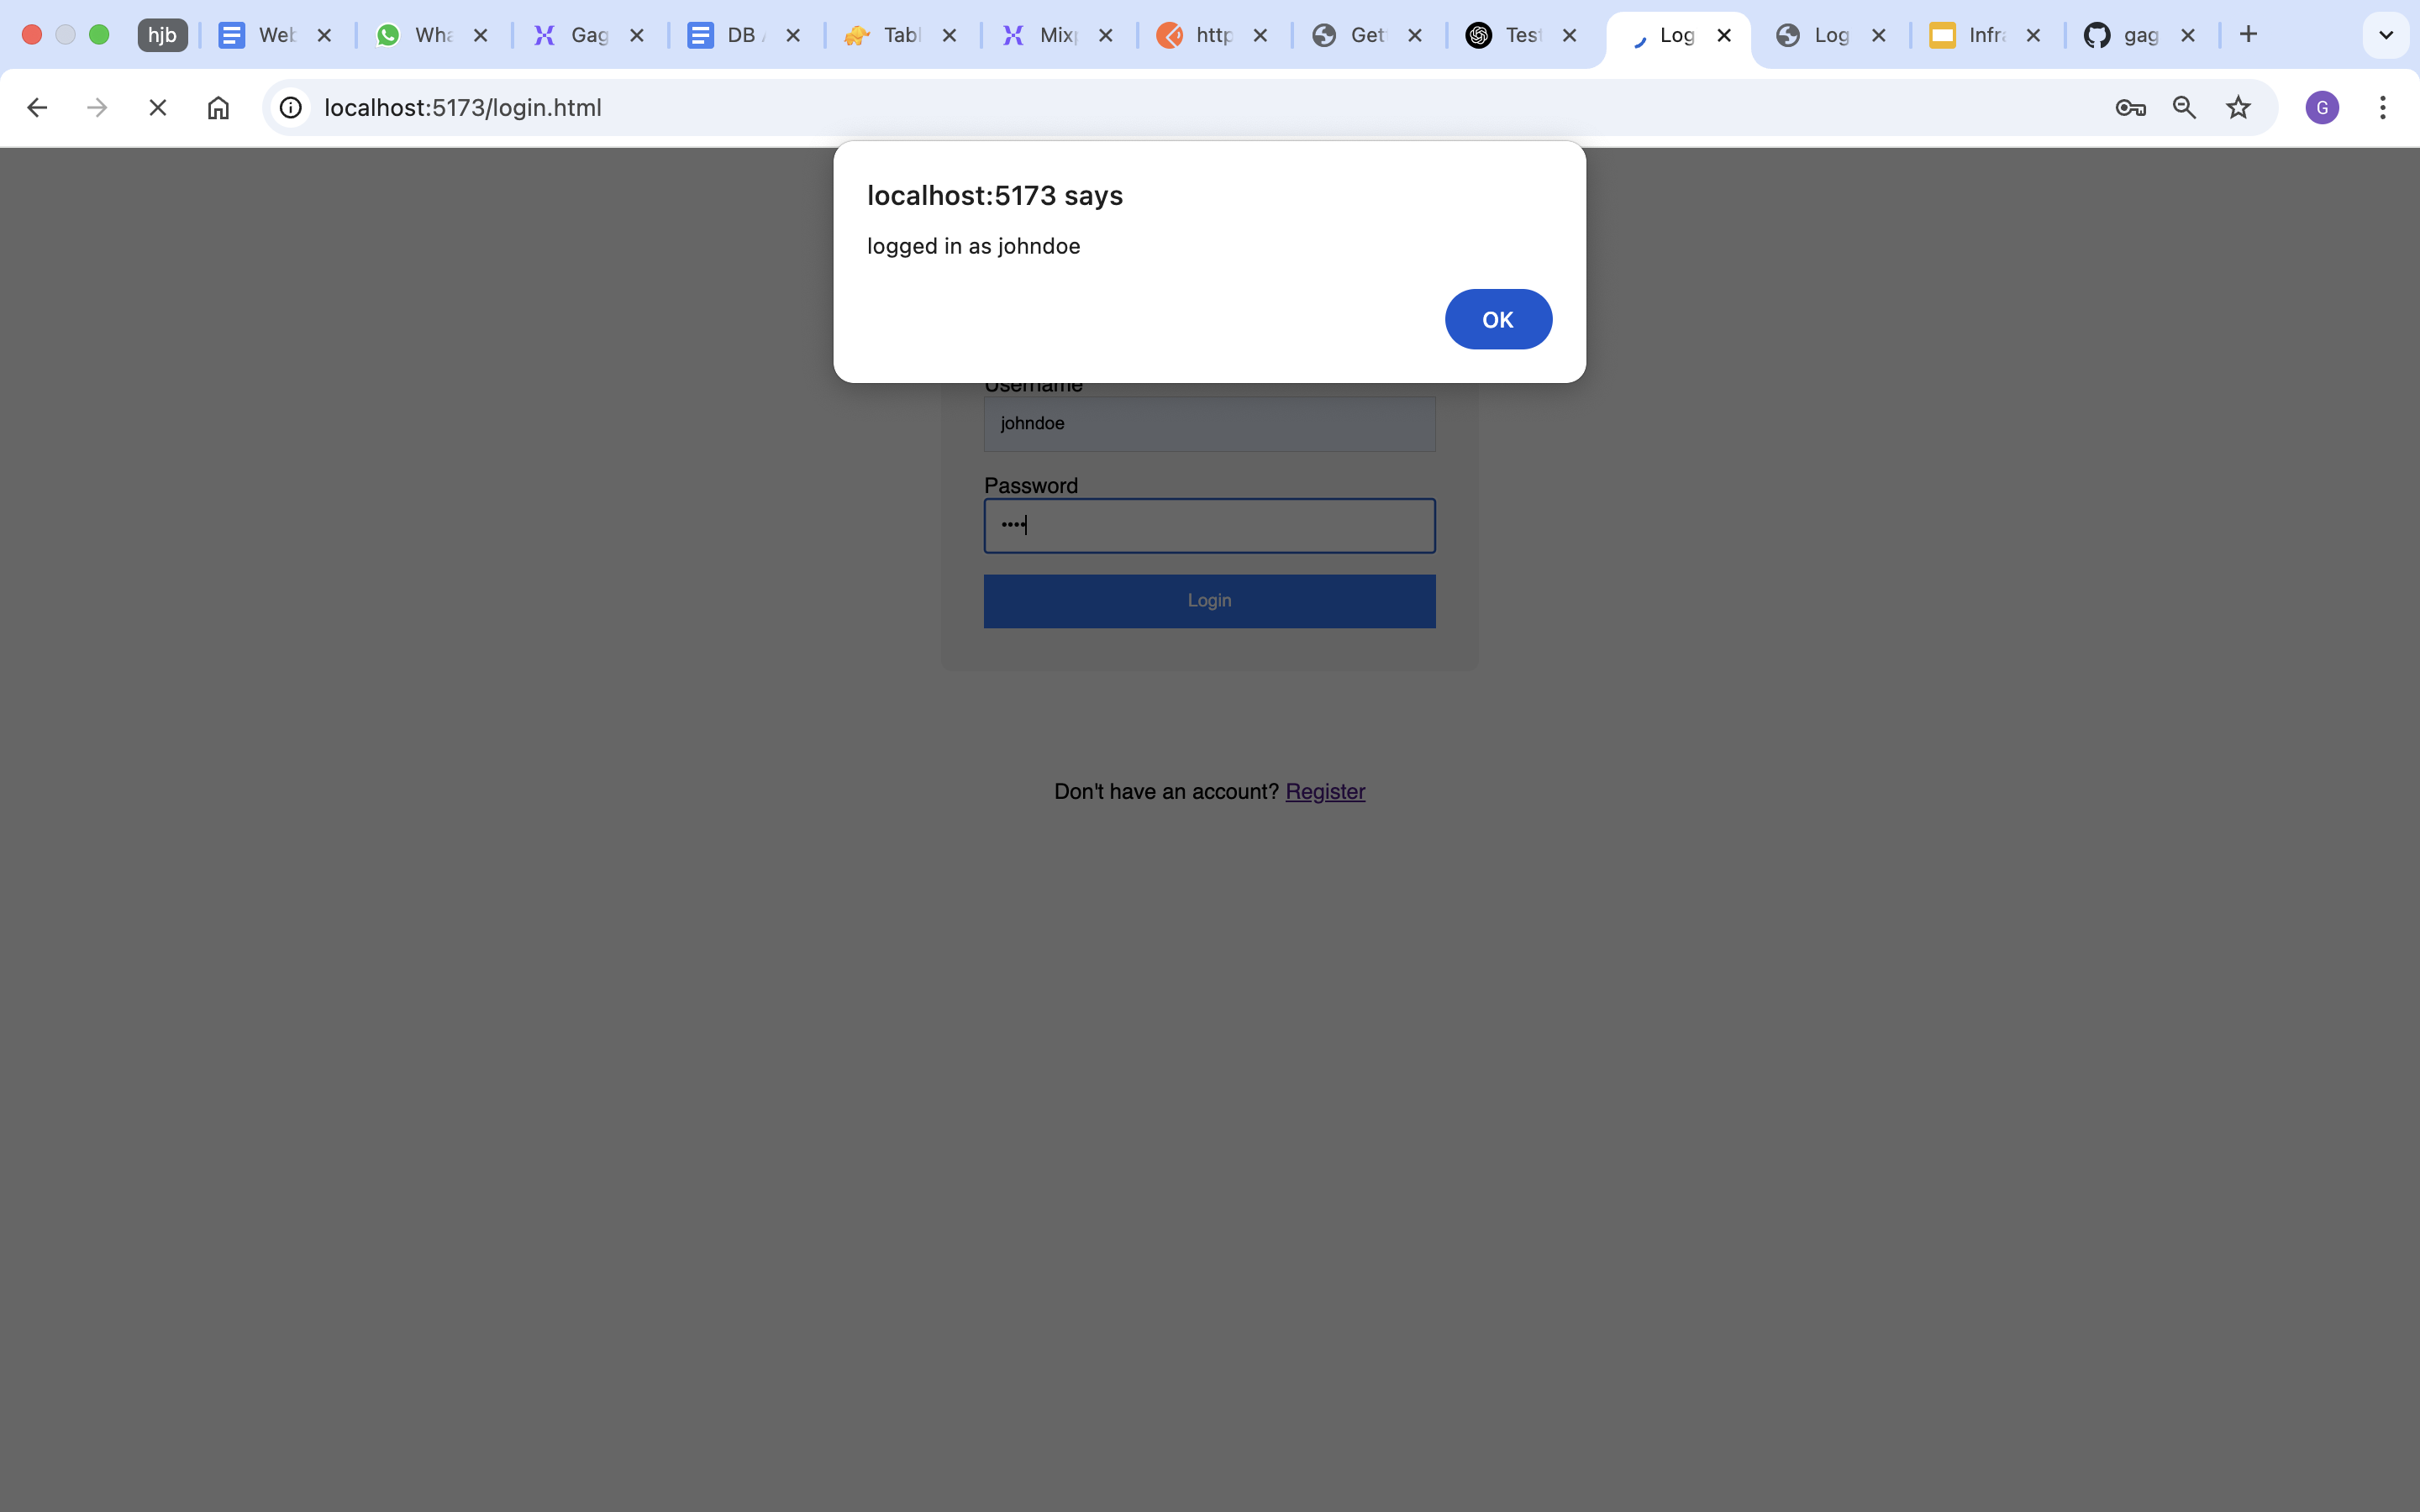 hjb Web Wha Gag DB Tabl Mix http Get Test Log Log Infra gag
localhost:5173/login.html G
localhost:5173 says
logged in as johndoe
OK
Username
johndoe
Password
Login
Don't have an account? Register